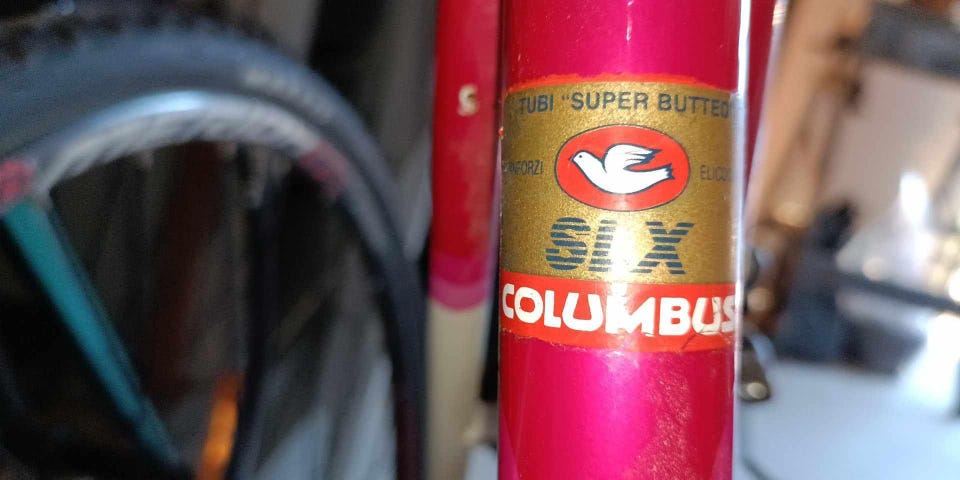 TUBI "SUPER BUTTED"
SLX
COLUMBUS
S